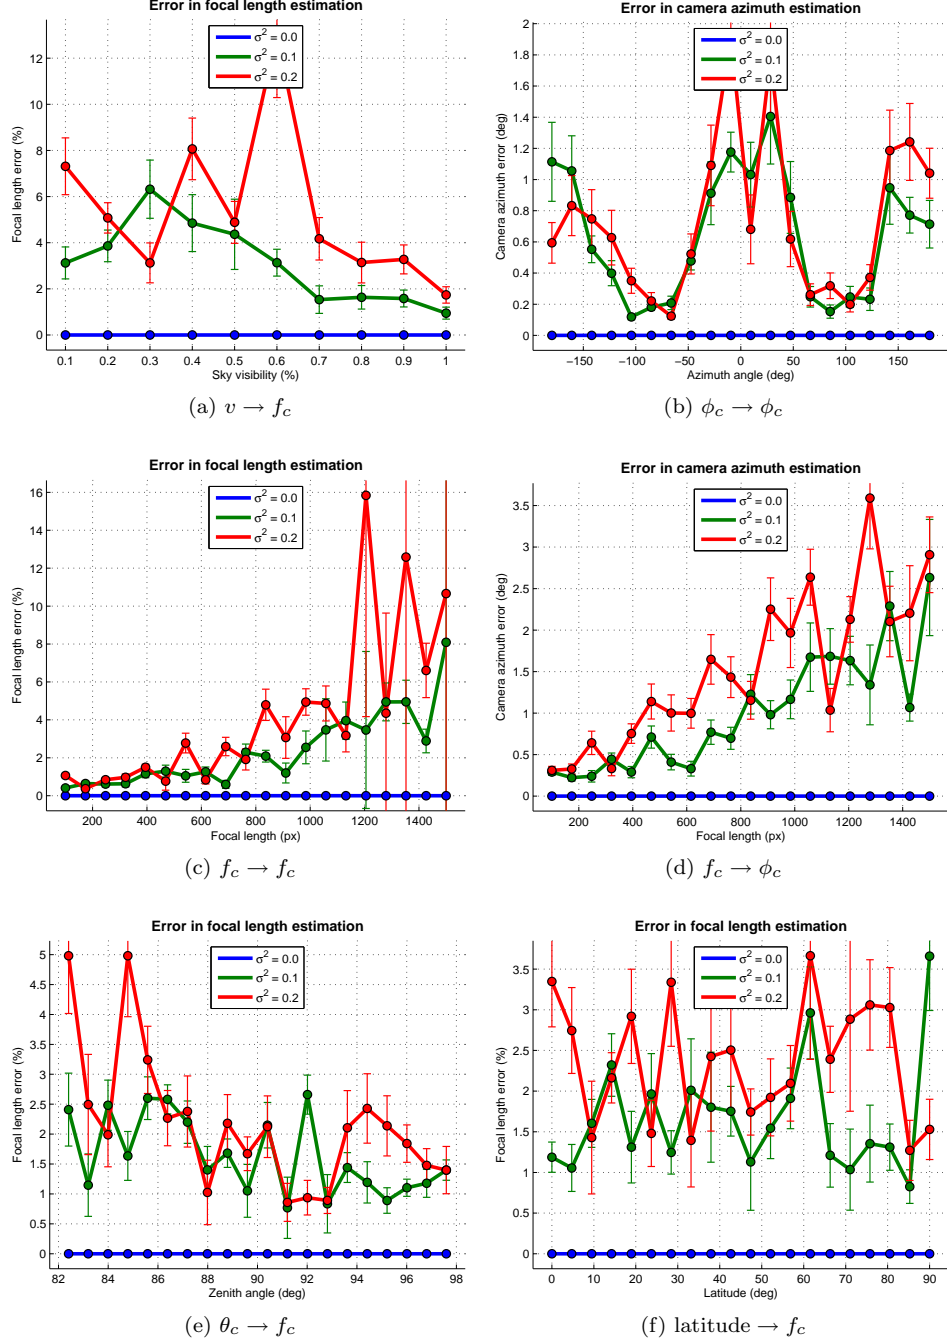 Error in focal length estimation
σ² = 0.0
σ² = 0.1
σ² = 0.2
Focal length error (%)
12
10
8
6
4
2
0
0.1 0.2 0.3 0.4 0.5 0.6 0.7 0.8 0.9 1
Sky visibility (%)
(a) v → f_c
Error in camera azimuth estimation
σ² = 0.0
σ² = 0.1
σ² = 0.2
Camera azimuth error (deg)
2
1.8
1.6
1.4
1.2
1
0.8
0.6
0.4
0.2
0
−150 −100 −50 0 50 100 150
Azimuth angle (deg)
(b) ϕ_c → ϕ_c
Error in focal length estimation
σ² = 0.0
σ² = 0.1
σ² = 0.2
Focal length error (%)
16
14
12
10
8
6
4
2
0
200 400 600 800 1000 1200 1400
Focal length (px)
(c) f_c → f_c
Error in camera azimuth estimation
σ² = 0.0
σ² = 0.1
σ² = 0.2
Camera azimuth error (deg)
3.5
3
2.5
2
1.5
1
0.5
0
200 400 600 800 1000 1200 1400
Focal length (px)
(d) f_c → ϕ_c
Error in focal length estimation
σ² = 0.0
σ² = 0.1
σ² = 0.2
Focal length error (%)
5
4.5
4
3.5
3
2.5
2
1.5
1
0.5
0
82 84 86 88 90 92 94 96 98
Zenith angle (deg)
(e) θ_c → f_c
Error in focal length estimation
σ² = 0.0
σ² = 0.1
σ² = 0.2
Focal length error (%)
3.5
3
2.5
2
1.5
1
0.5
0
0 10 20 30 40 50 60 70 80 90
Latitude (deg)
(f) latitude → f_c